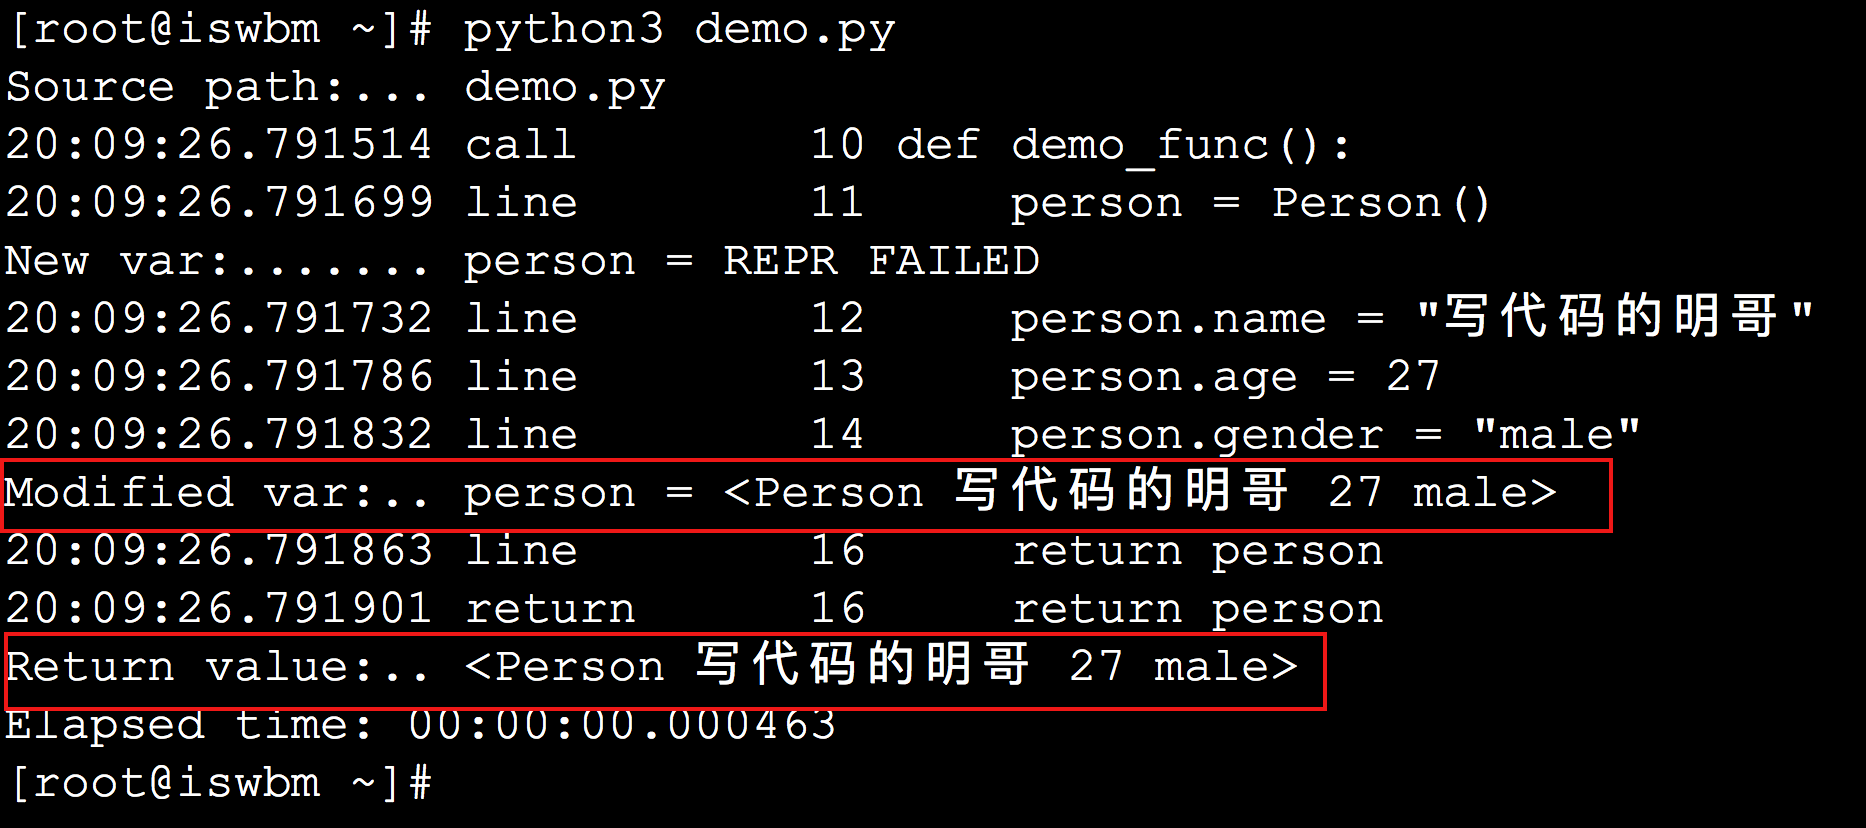 [root@iswbm ~]# python3 demo.py
Source path:... demo.py
20:09:26.791514 call        10 def demo_func():
20:09:26.791699 line        11     person = Person()
New var:....... person = REPR FAILED
20:09:26.791732 line        12     person.name = "写代码的明哥"
20:09:26.791786 line        13     person.age = 27
20:09:26.791832 line        14     person.gender = "male"
Modified var:.. person = <Person 写代码的明哥 27 male>
20:09:26.791863 line        16     return person
20:09:26.791901 return      16     return person
Return value:.. <Person 写代码的明哥 27 male>
Elapsed time: 00:00:00.000463
[root@iswbm ~]#